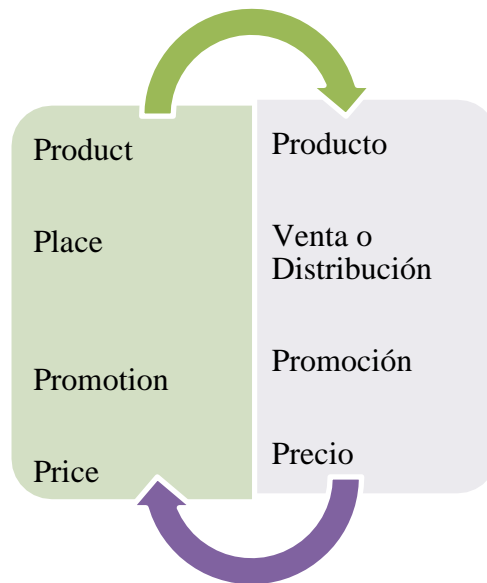 Product
Place
Promotion
Price
Producto
Venta o
Distribución
Promoción
Precio